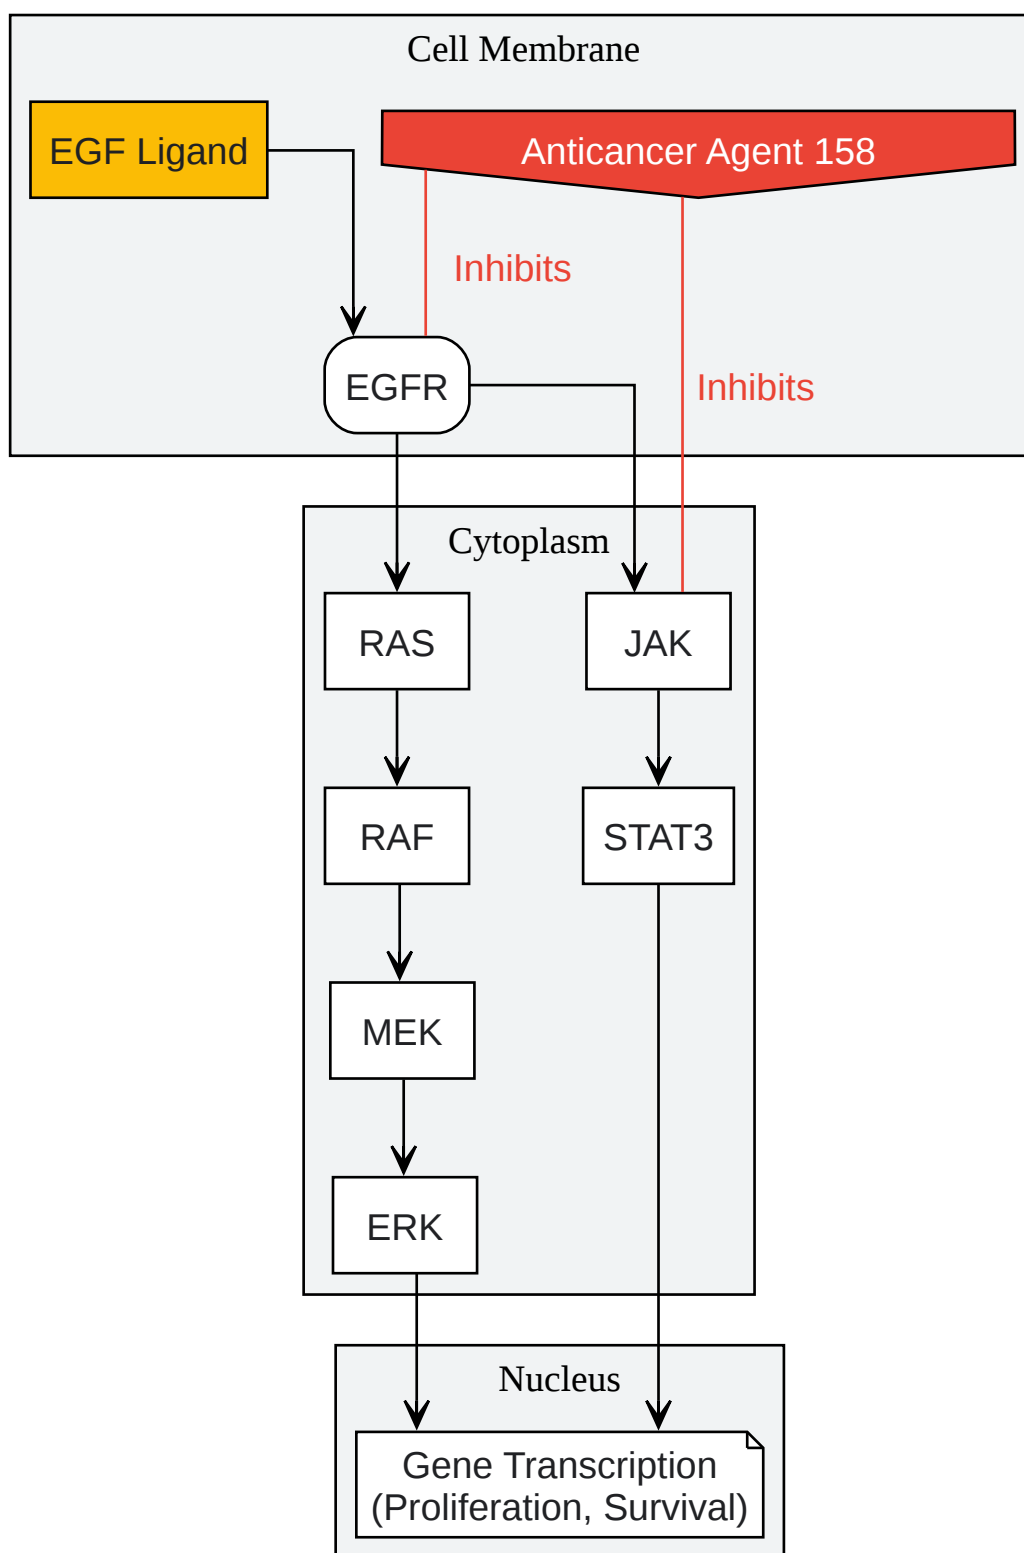 Cell Membrane
EGF Ligand
Anticancer Agent 158
Inhibits
EGFR
Inhibits
Cytoplasm
RAS
JAK
RAF
STAT3
MEK
ERK
Nucleus
Gene Transcription
(Proliferation, Survival)